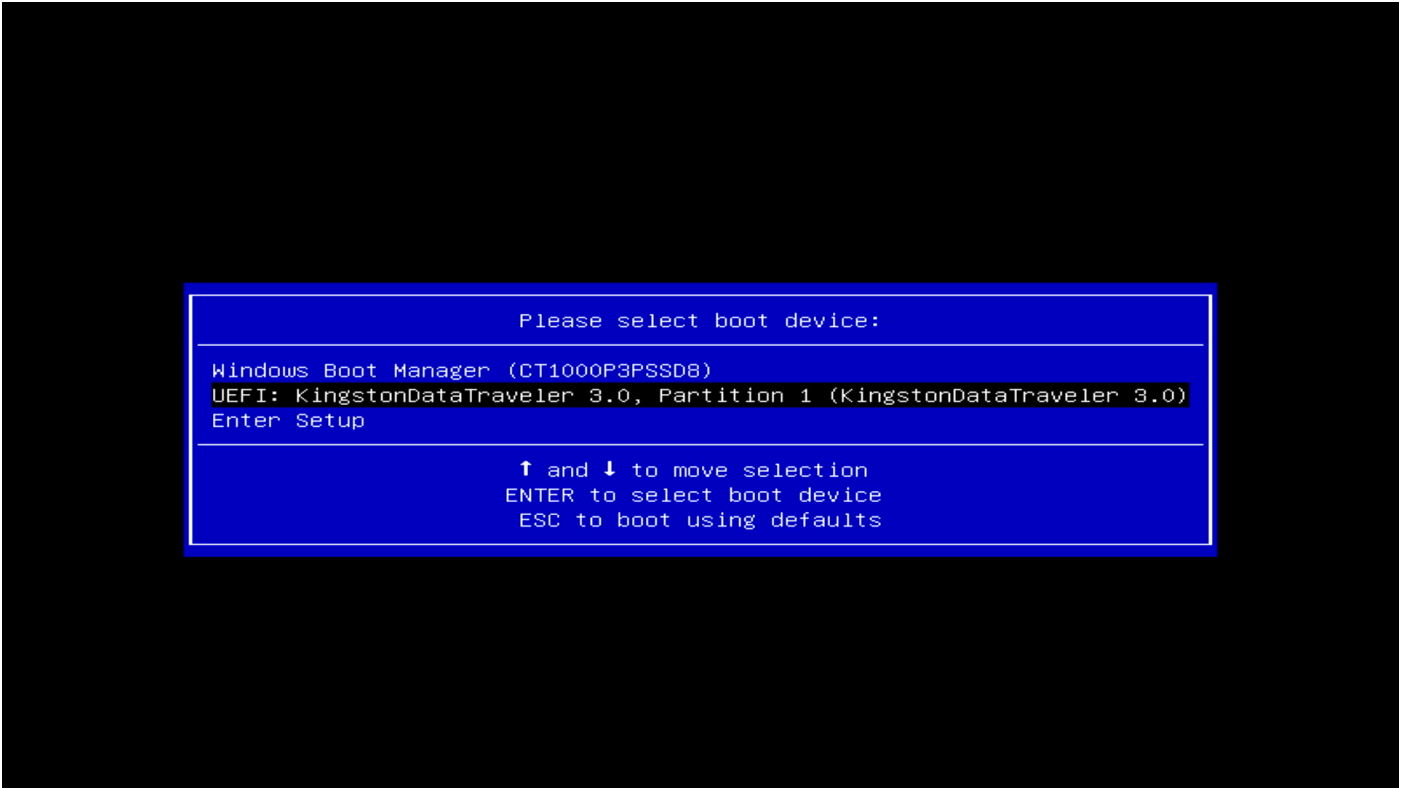 Please select boot device:
Windows Boot Manager (CT1000P3PSSD8)
UEFI: KingstonDataTraveler 3.0, Partition 1 (KingstonDataTraveler 3.0)
Enter Setup
↑ and ↓ to move selection
ENTER to select boot device
ESC to boot using defaults